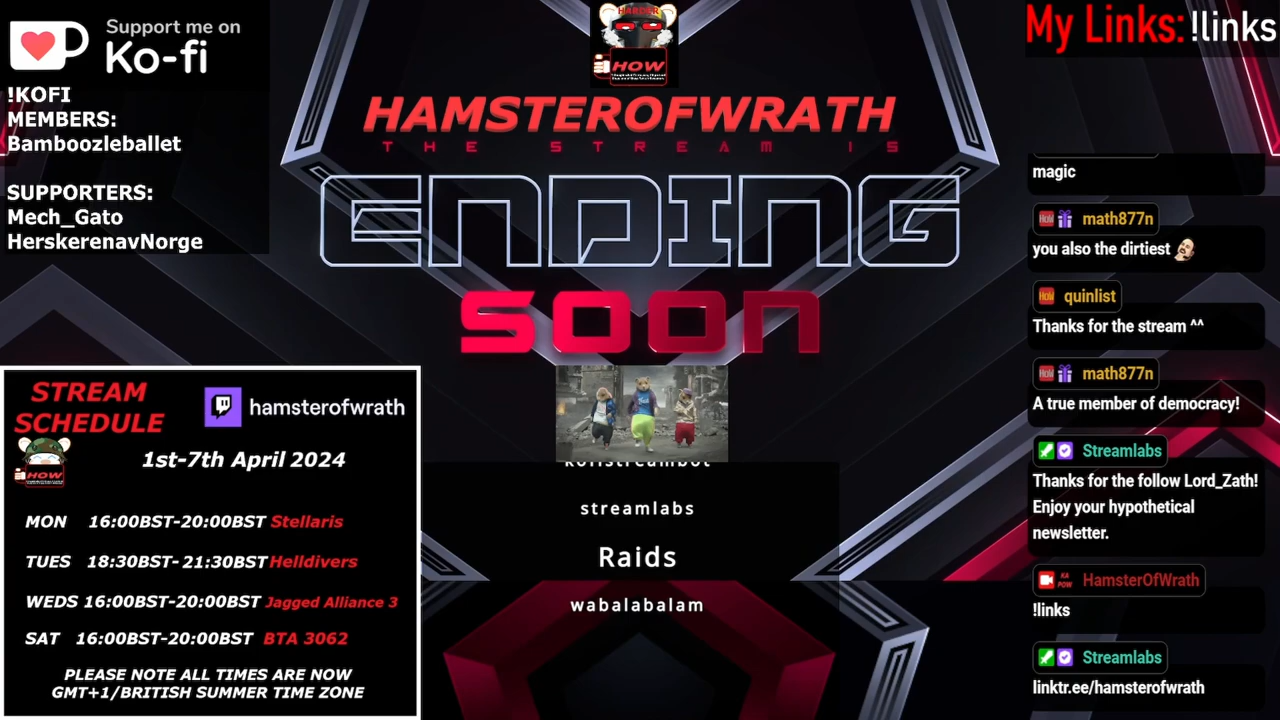 Support me on
Ko-fi
!KOFI
MEMBERS:
Bamboozleballet
SUPPORTERS:
Mech_Gato
HerskerenavNorge
HARDER
HOW
HAMSTEROFWRATH
THE STREAM IS
ENDING
SOON
My Links: !links
magic
math877n
you also the dirtiest
quinlist
Thanks for the stream ^^
math877n
A true member of democracy!
Streamlabs
Thanks for the follow Lord_Zath!
Enjoy your hypothetical
newsletter.
HamsterOfWrath
!links
Streamlabs
linktr.ee/hamsterofwrath
STREAM
SCHEDULE
hamsterofwrath
HOW
1st-7th April 2024
MON 16:00BST-20:00BST Stellaris
TUES 18:30BST-21:30BST Helldivers
WEDS 16:00BST-20:00BST Jagged Alliance 3
SAT 16:00BST-20:00BST BTA 3062
PLEASE NOTE ALL TIMES ARE NOW
GMT+1/BRITISH SUMMER TIME ZONE
kofistreambot
streamlabs
Raids
wabalabalam